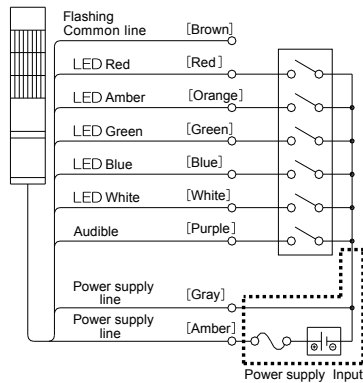 Flashing
Common line [Brown]
LED Red [Red]
LED Amber [Orange]
LED Green [Green]
LED Blue [Blue]
LED White [White]
Audible [Purple]
Power supply
line [Gray]
Power supply
line [Amber]
Power supply Input